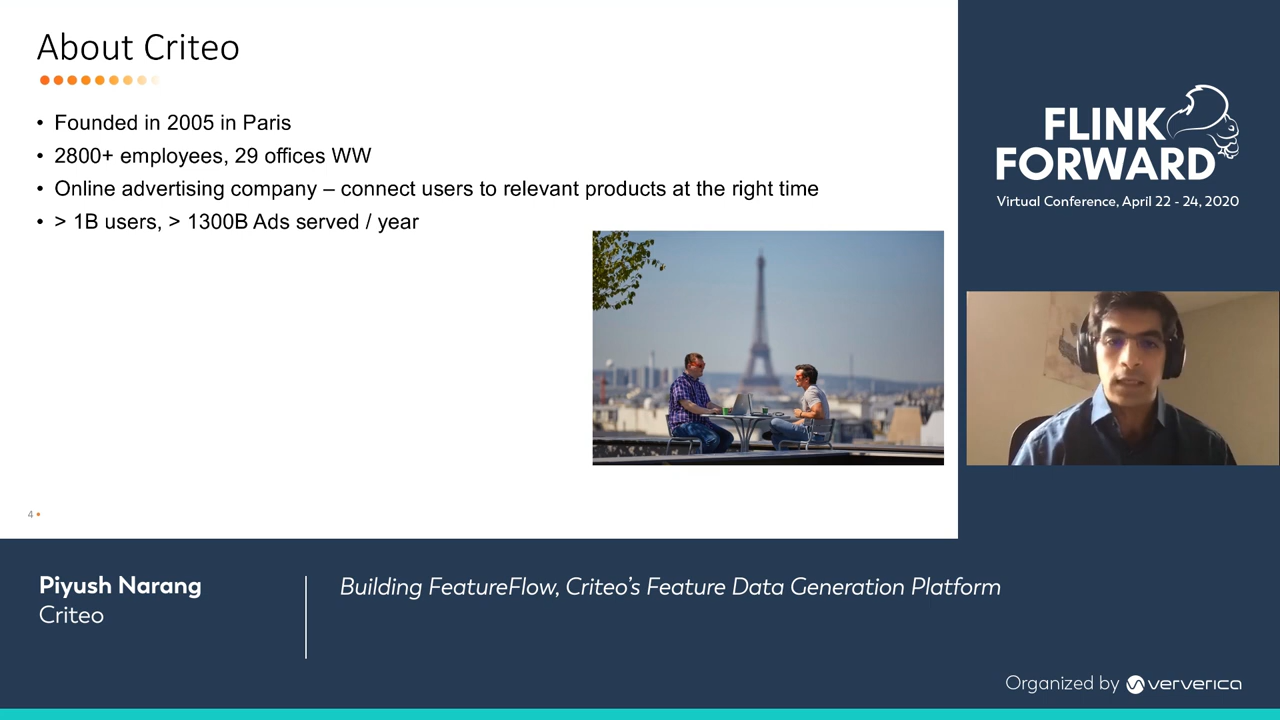 About Criteo
• Founded in 2005 in Paris
• 2800+ employees, 29 offices WW
• Online advertising company – connect users to relevant products at the right time
• > 1B users, > 1300B Ads served / year
4
FLINK
FORWARD
Virtual Conference, April 22 - 24, 2020
Piyush Narang
Criteo
Building FeatureFlow, Criteo's Feature Data Generation Platform
Organized by ververica